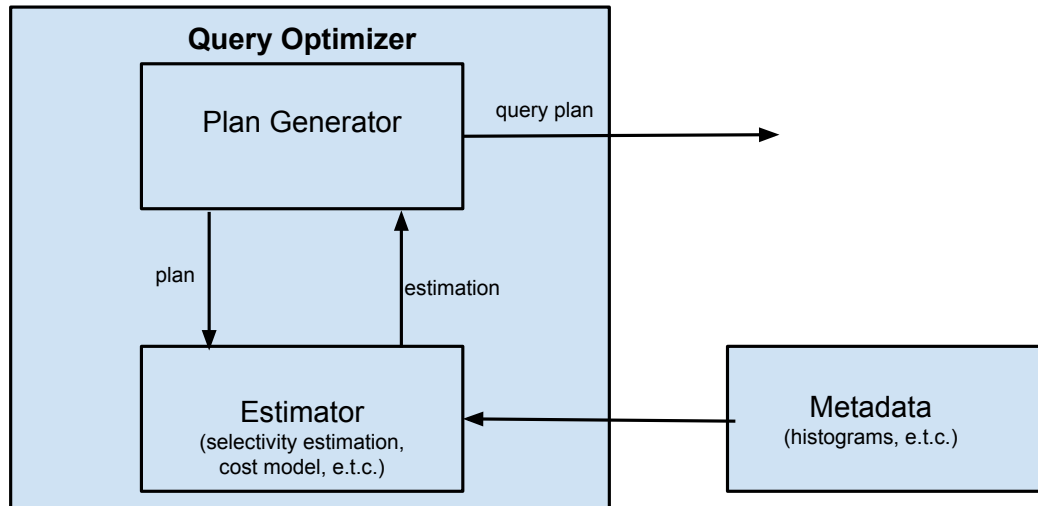 Query Optimizer
Plan Generator
query plan
plan
estimation
Estimator
(selectivity estimation,
cost model, e.t.c.)
Metadata
(histograms, e.t.c.)